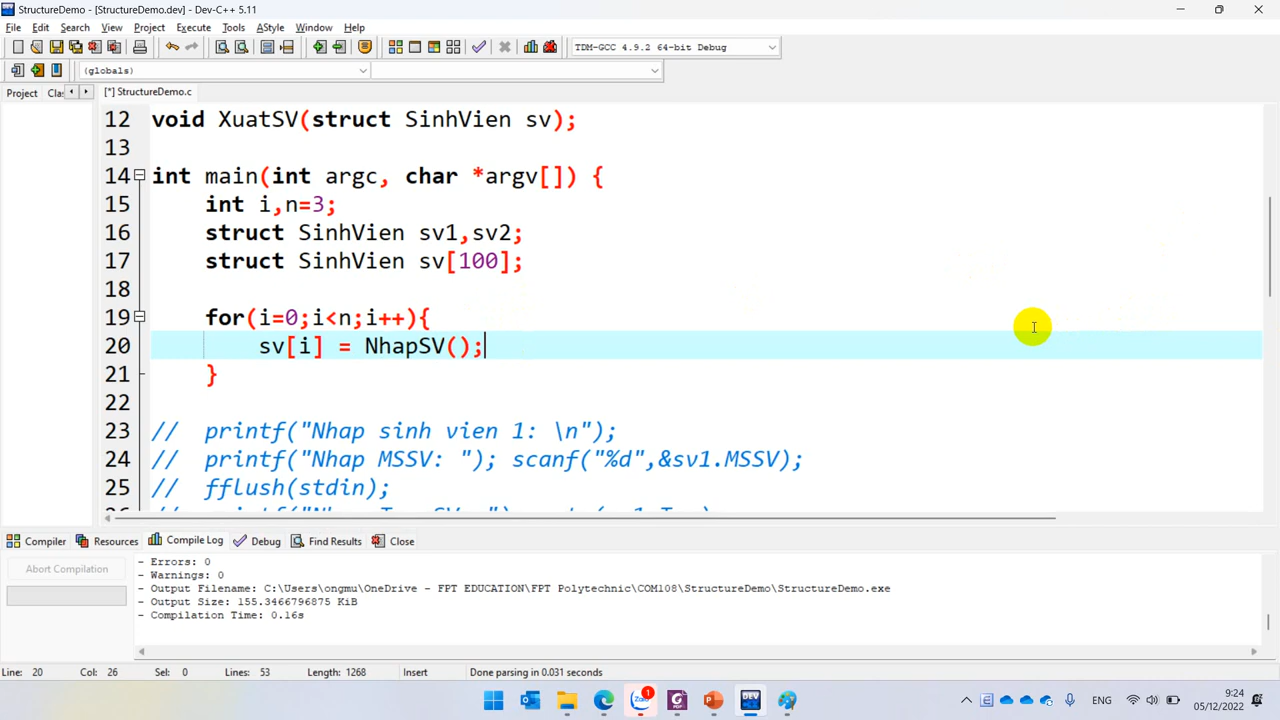 StructureDemo - [StructureDemo.dev] - Dev-C++ 5.11
File Edit Search View Project Execute Tools AStyle Window Help
TDM-GCC 4.9.2 64-bit Debug
(globals)
Project Cla: [*] StructureDemo.c
12 void XuatSV(struct SinhVien sv);
13
14 int main(int argc, char *argv[]) {
15 int i,n=3;
16 struct SinhVien sv1,sv2;
17 struct SinhVien sv[100];
18
19 for(i=0;i<n;i++){
20 sv[i] = NhapSV();
21 }
22
23 // printf("Nhap sinh vien 1: \n");
24 // printf("Nhap MSSV: "); scanf("%d",&sv1.MSSV);
25 // fflush(stdin);
Compiler Resources Compile Log Debug Find Results Close
Abort Compilation
- Errors: 0
- Warnings: 0
- Output Filename: C:\Users\ongmu\OneDrive - FPT EDUCATION\FPT Polytechnic\COM108\StructureDemo\StructureDemo.exe
- Output Size: 155.3466796875 KiB
- Compilation Time: 0.16s
Line: 20 Col: 26 Sel: 0 Lines: 53 Length: 1268 Insert Done parsing in 0.031 seconds
Zalo 1 DEV ENG 9:24
05/12/2022